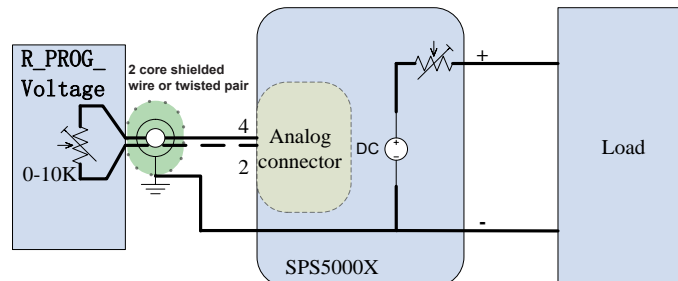 R_PROG_
Voltage
0-10K
2 core shielded
wire or twisted pair
4
2
Analog
connector
DC
+
-
+
-
SPS5000X
Load